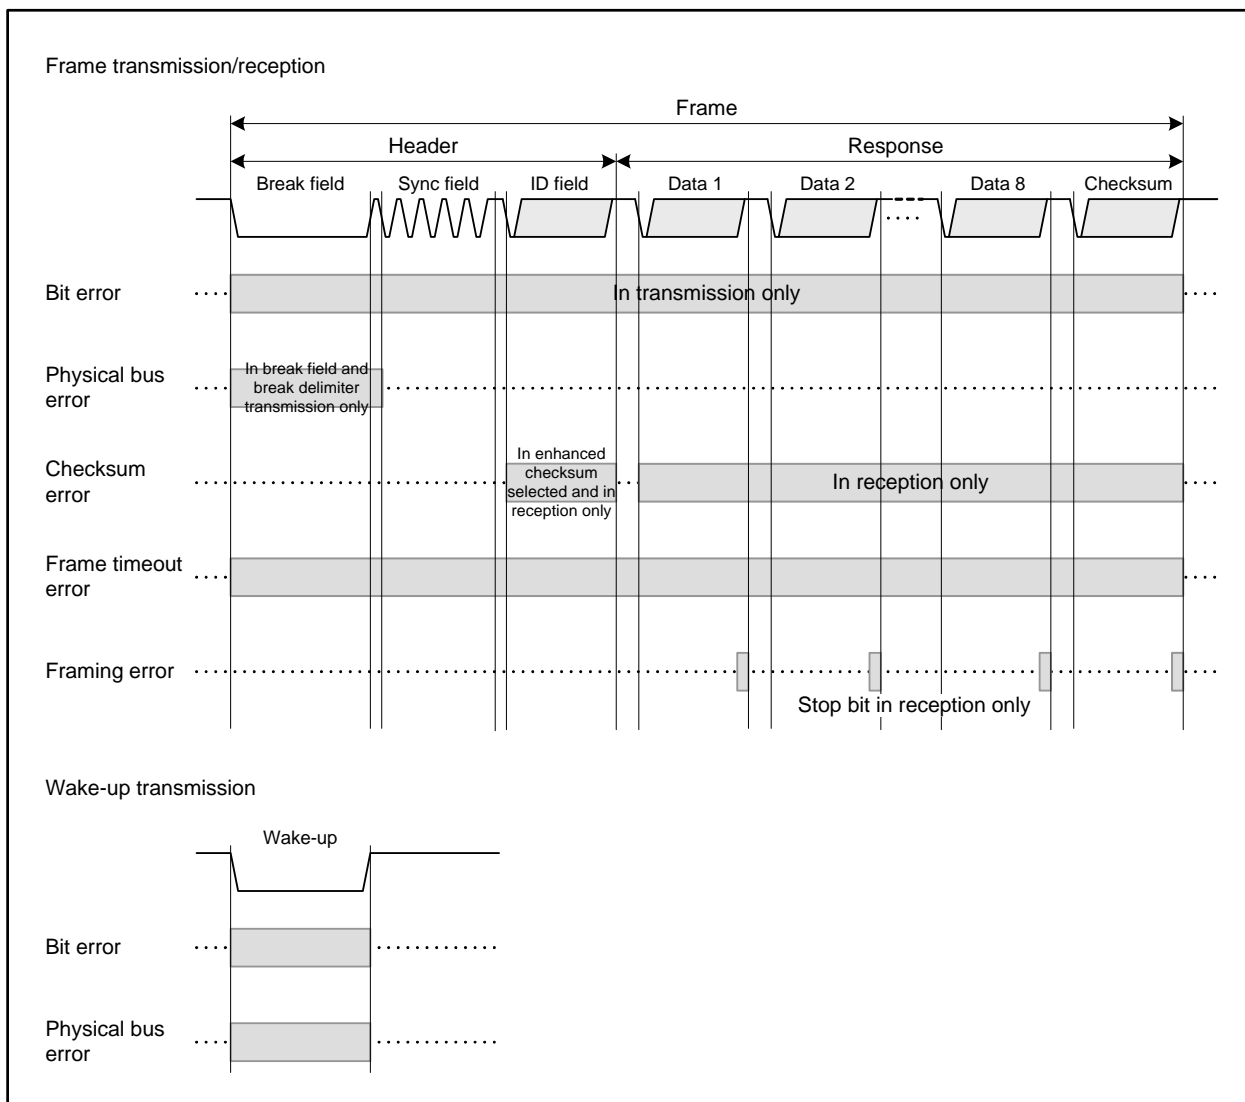 Frame transmission/reception
Frame
Header
Response
Break field
Sync field
ID field
Data 1
Data 2
Data 8
Checksum
Bit error
In transmission only
Physical bus
error
In break field and
break delimiter
transmission only
Checksum
error
In enhanced
checksum
selected and in
reception only
In reception only
Frame timeout
error
Framing error
Stop bit in reception only
Wake-up transmission
Wake-up
Bit error
Physical bus
error